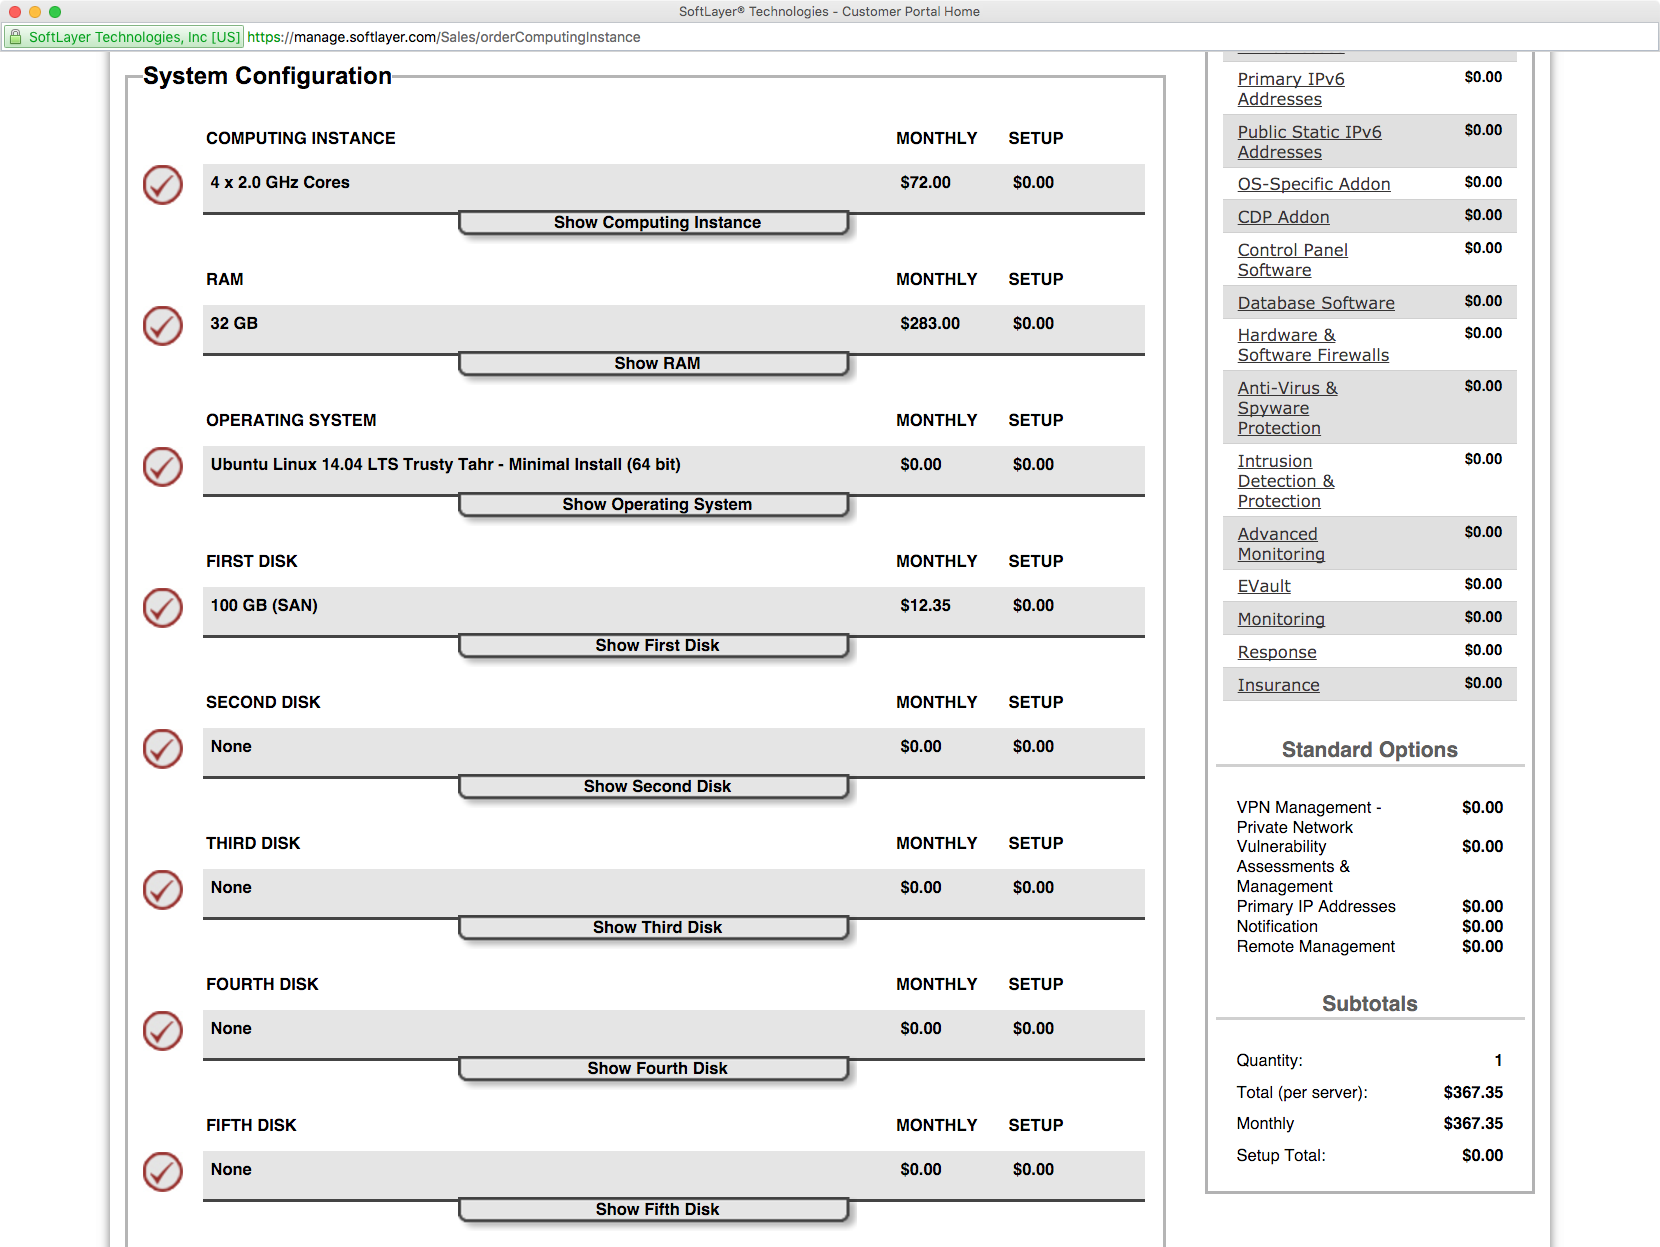 SoftLayer® Technologies - Customer Portal Home
SoftLayer Technologies, Inc [US] https://manage.softlayer.com/Sales/orderComputingInstance
System Configuration
COMPUTING INSTANCE MONTHLY SETUP
4 x 2.0 GHz Cores $72.00 $0.00
Show Computing Instance
RAM MONTHLY SETUP
32 GB $283.00 $0.00
Show RAM
OPERATING SYSTEM MONTHLY SETUP
Ubuntu Linux 14.04 LTS Trusty Tahr - Minimal Install (64 bit) $0.00 $0.00
Show Operating System
FIRST DISK MONTHLY SETUP
100 GB (SAN) $12.35 $0.00
Show First Disk
SECOND DISK MONTHLY SETUP
None $0.00 $0.00
Show Second Disk
THIRD DISK MONTHLY SETUP
None $0.00 $0.00
Show Third Disk
FOURTH DISK MONTHLY SETUP
None $0.00 $0.00
Show Fourth Disk
FIFTH DISK MONTHLY SETUP
None $0.00 $0.00
Show Fifth Disk
Primary IPv6 $0.00
Addresses
Public Static IPv6 $0.00
Addresses
OS-Specific Addon $0.00
CDP Addon $0.00
Control Panel $0.00
Software
Database Software $0.00
Hardware & $0.00
Software Firewalls
Anti-Virus & $0.00
Spyware
Protection
Intrusion $0.00
Detection &
Protection
Advanced $0.00
Monitoring
EVault $0.00
Monitoring $0.00
Response $0.00
Insurance $0.00
Standard Options
VPN Management - $0.00
Private Network
Vulnerability $0.00
Assessments &
Management
Primary IP Addresses $0.00
Notification $0.00
Remote Management $0.00
Subtotals
Quantity: 1
Total (per server): $367.35
Monthly $367.35
Setup Total: $0.00